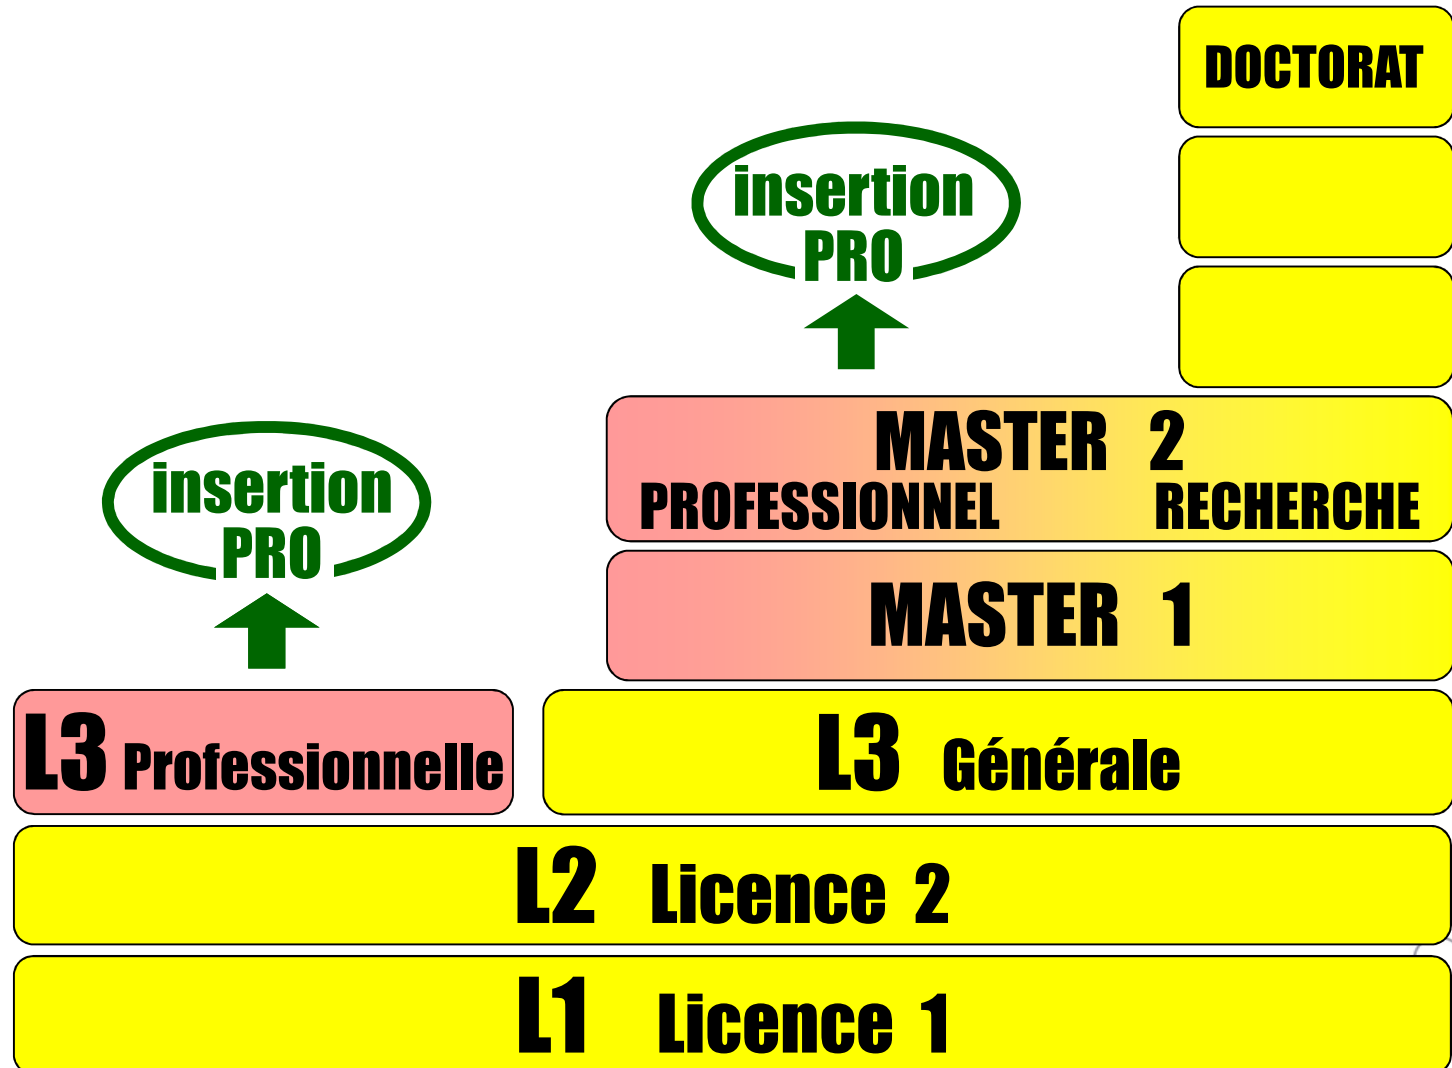 DOCTORAT
insertion
PRO
MASTER 2
PROFESSIONNEL RECHERCHE
insertion
PRO
MASTER 1
L3 Professionnelle
L3 Générale
L2 Licence 2
L1 Licence 1